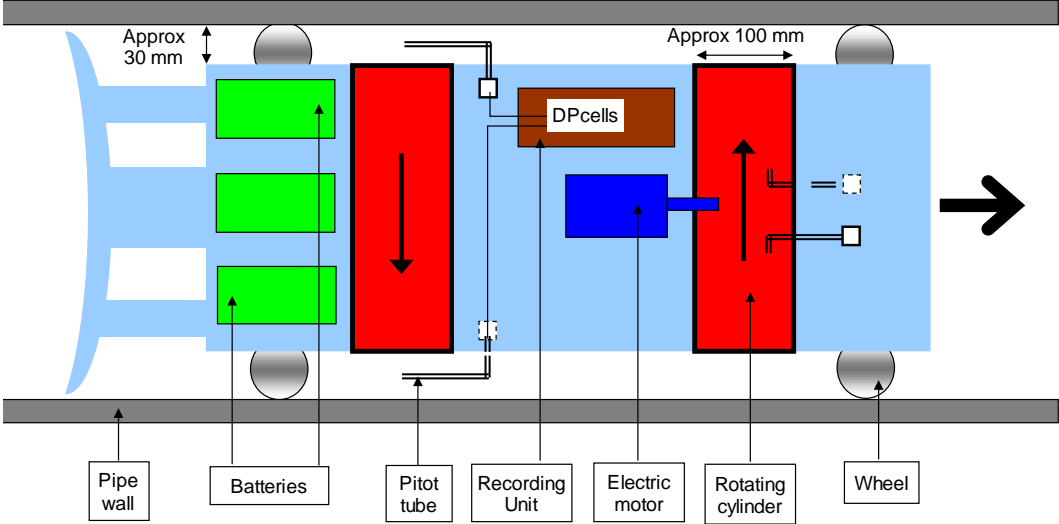 Approx
30 mm
Approx 100 mm
DPcells
Pipe
wall
Batteries
Pitot
tube
Recording
Unit
Electric
motor
Rotating
cylinder
Wheel